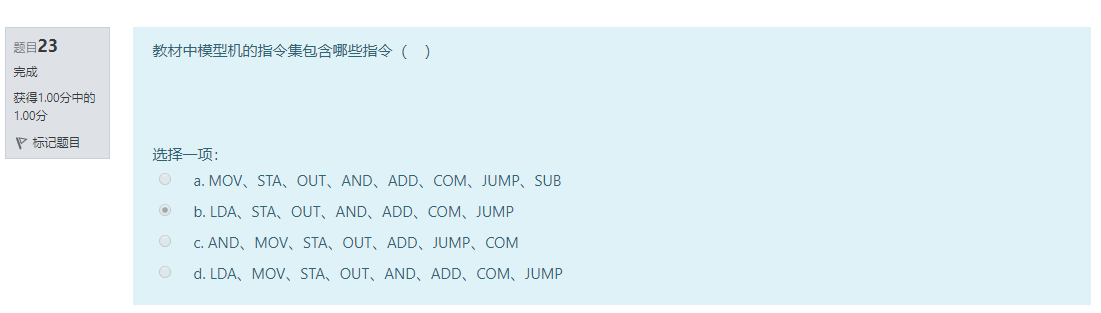 题目23
完成
获得1.00分中的
1.00分
标记题目
教材中模型机的指令集包含哪些指令（ ）
选择一项：
a. MOV、STA、OUT、AND、ADD、COM、JUMP、SUB
b. LDA、STA、OUT、AND、ADD、COM、JUMP
c. AND、MOV、STA、OUT、ADD、JUMP、COM
d. LDA、MOV、STA、OUT、AND、ADD、COM、JUMP